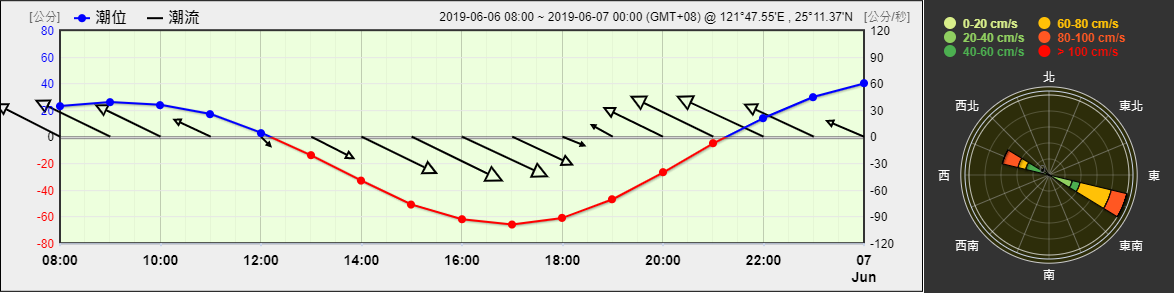 [公分] 潮位 潮流 2019-06-06 08:00 ~ 2019-06-07 00:00 (GMT+08) @ 121°47.55'E , 25°11.37'N [公分/秒]
80 120
60 90
40 60
20 30
0 0
-20 -30
-40 -60
-60 -90
-80 -120
08:00 10:00 12:00 14:00 16:00 18:00 20:00 22:00 07
Jun
0-20 cm/s 60-80 cm/s
20-40 cm/s 80-100 cm/s
40-60 cm/s > 100 cm/s
北
西北 東北
西 東
西南 東南
南